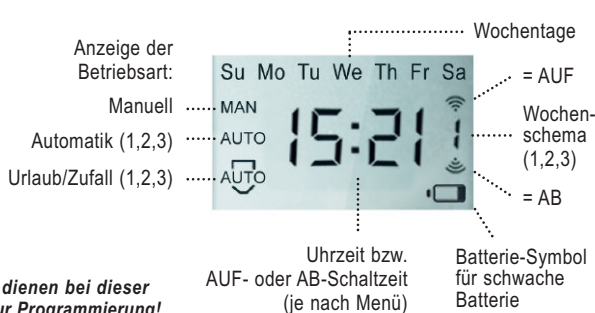 Wochentage
Anzeige der
Betriebsart:
Su Mo Tu We Th Fr Sa
= AUF
Manuell
MAN
15:21
1
Wochen-
schema
(1,2,3)
Automatik (1,2,3)
AUTO
Urlaub/Zufall (1,2,3)
AUTO
= AB
Uhrzeit bzw.
AUF- oder AB-Schaltzeit
(je nach Menü)
Batterie-Symbol
für schwache
Batterie
dienen bei dieser
ur Programmierung!